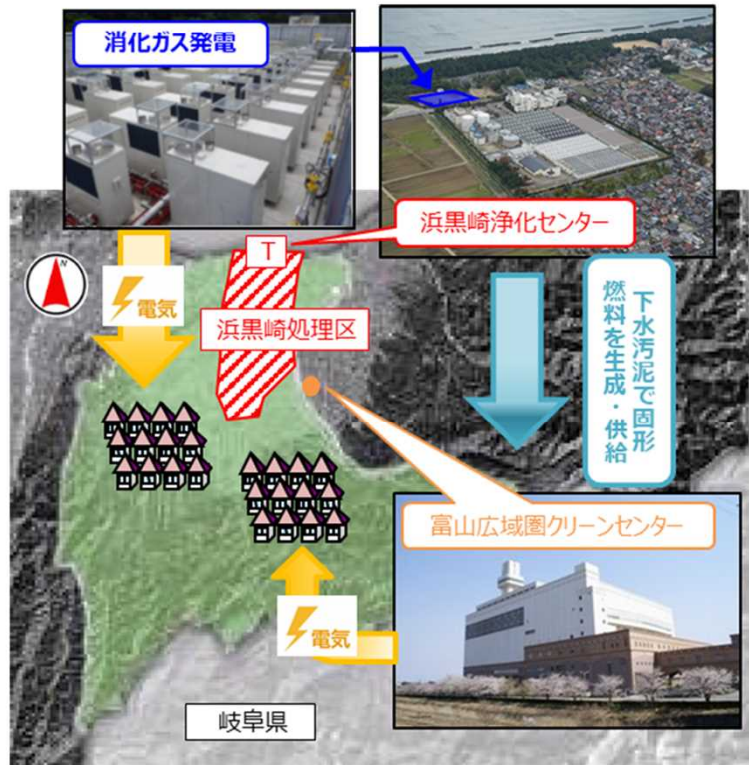 消化ガス発電
浜黒崎浄化センター
T
N
電気
浜黒崎処理区
下水汚泥で固形
燃料を生成・供給
富山広域圏クリーンセンター
電気
岐阜県